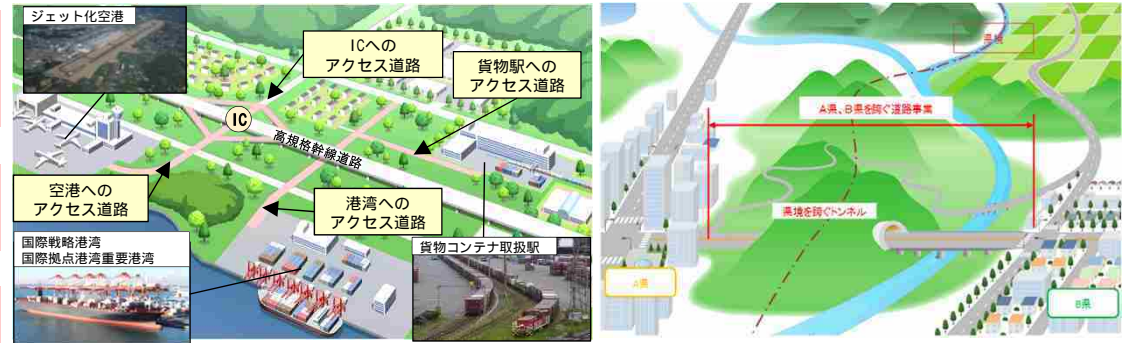 ジェット化空港
ICへの
アクセス道路
貨物駅への
アクセス道路
IC
高規格幹線道路
空港への
アクセス道路
港湾への
アクセス道路
国際戦略港湾
国際拠点港湾重要港湾
貨物コンテナ取扱駅
県境
A県、B県を跨ぐ道路事業
県境を跨ぐトンネル
A県
B県